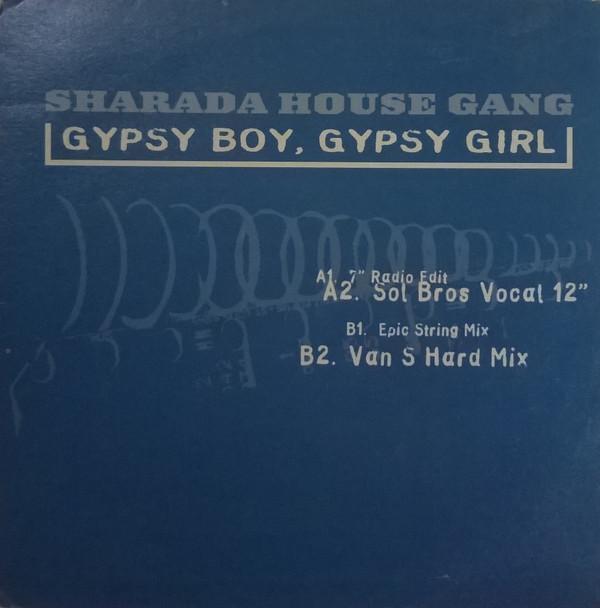 SHARADA HOUSE GANG
GYPSY BOY, GYPSY GIRL
A1. 7" Radio Edit
A2. Sol Bros Vocal 12"
B1. Epic String Mix
B2. Van S Hard Mix